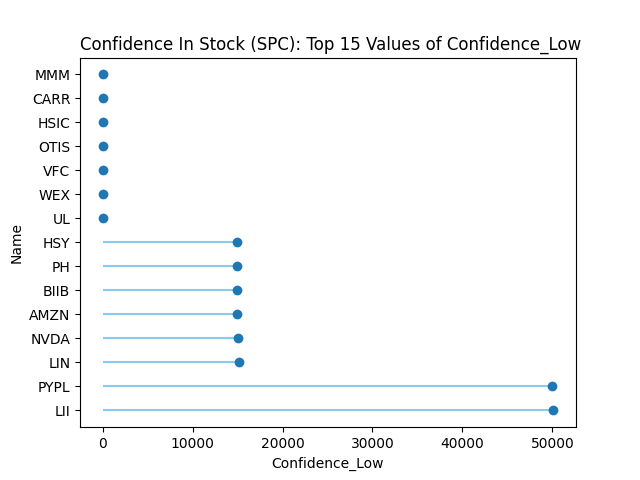 Confidence In Stock (SPC): Top 15 Values of Confidence_Low
MMM
CARR
HSIC
OTIS
VFC
WEX
UL
HSY
PH
BIIB
AMZN
NVDA
LIN
PYPL
LII
Name
0 10000 20000 30000 40000 50000
Confidence_Low